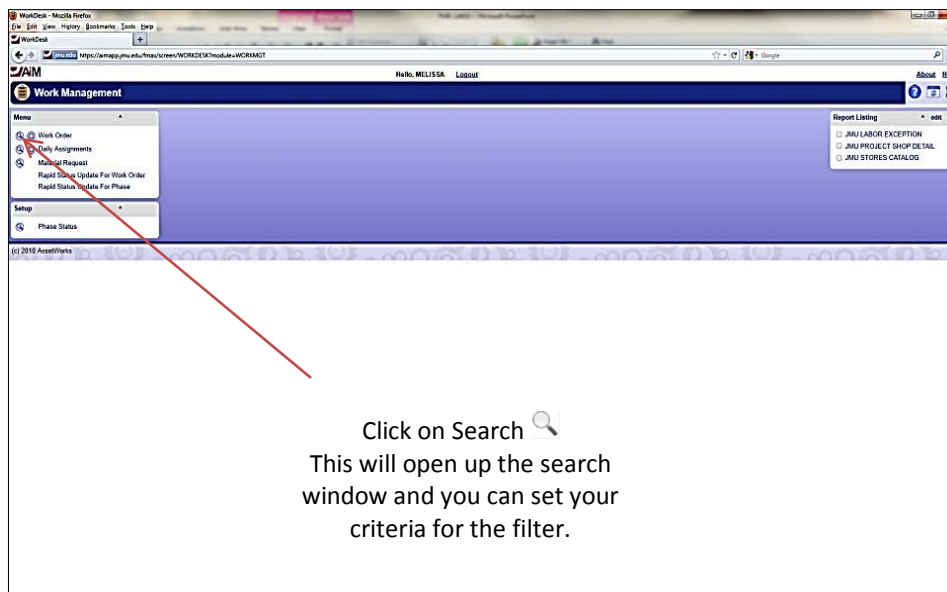 WorkDesk - Mozilla Firefox
File Edit View History Bookmarks Tools Help
WorkDesk +
jmu.edu https://aimapp.jmu.edu/fmax/screen/WORKDESK?module=WORKMGT
Google
AiM Hello, MELISSA Logout About
Work Management
Menu
Work Order
Daily Assignments
Material Request
Rapid Status Update For Work Order
Rapid Status Update For Phase
Setup
Phase Status
Report Listing edit
JMU LABOR EXCEPTION
JMU PROJECT SHOP DETAIL
JMU STORES CATALOG
(c) 2010 AssetWorks
Click on Search
This will open up the search
window and you can set your
criteria for the filter.